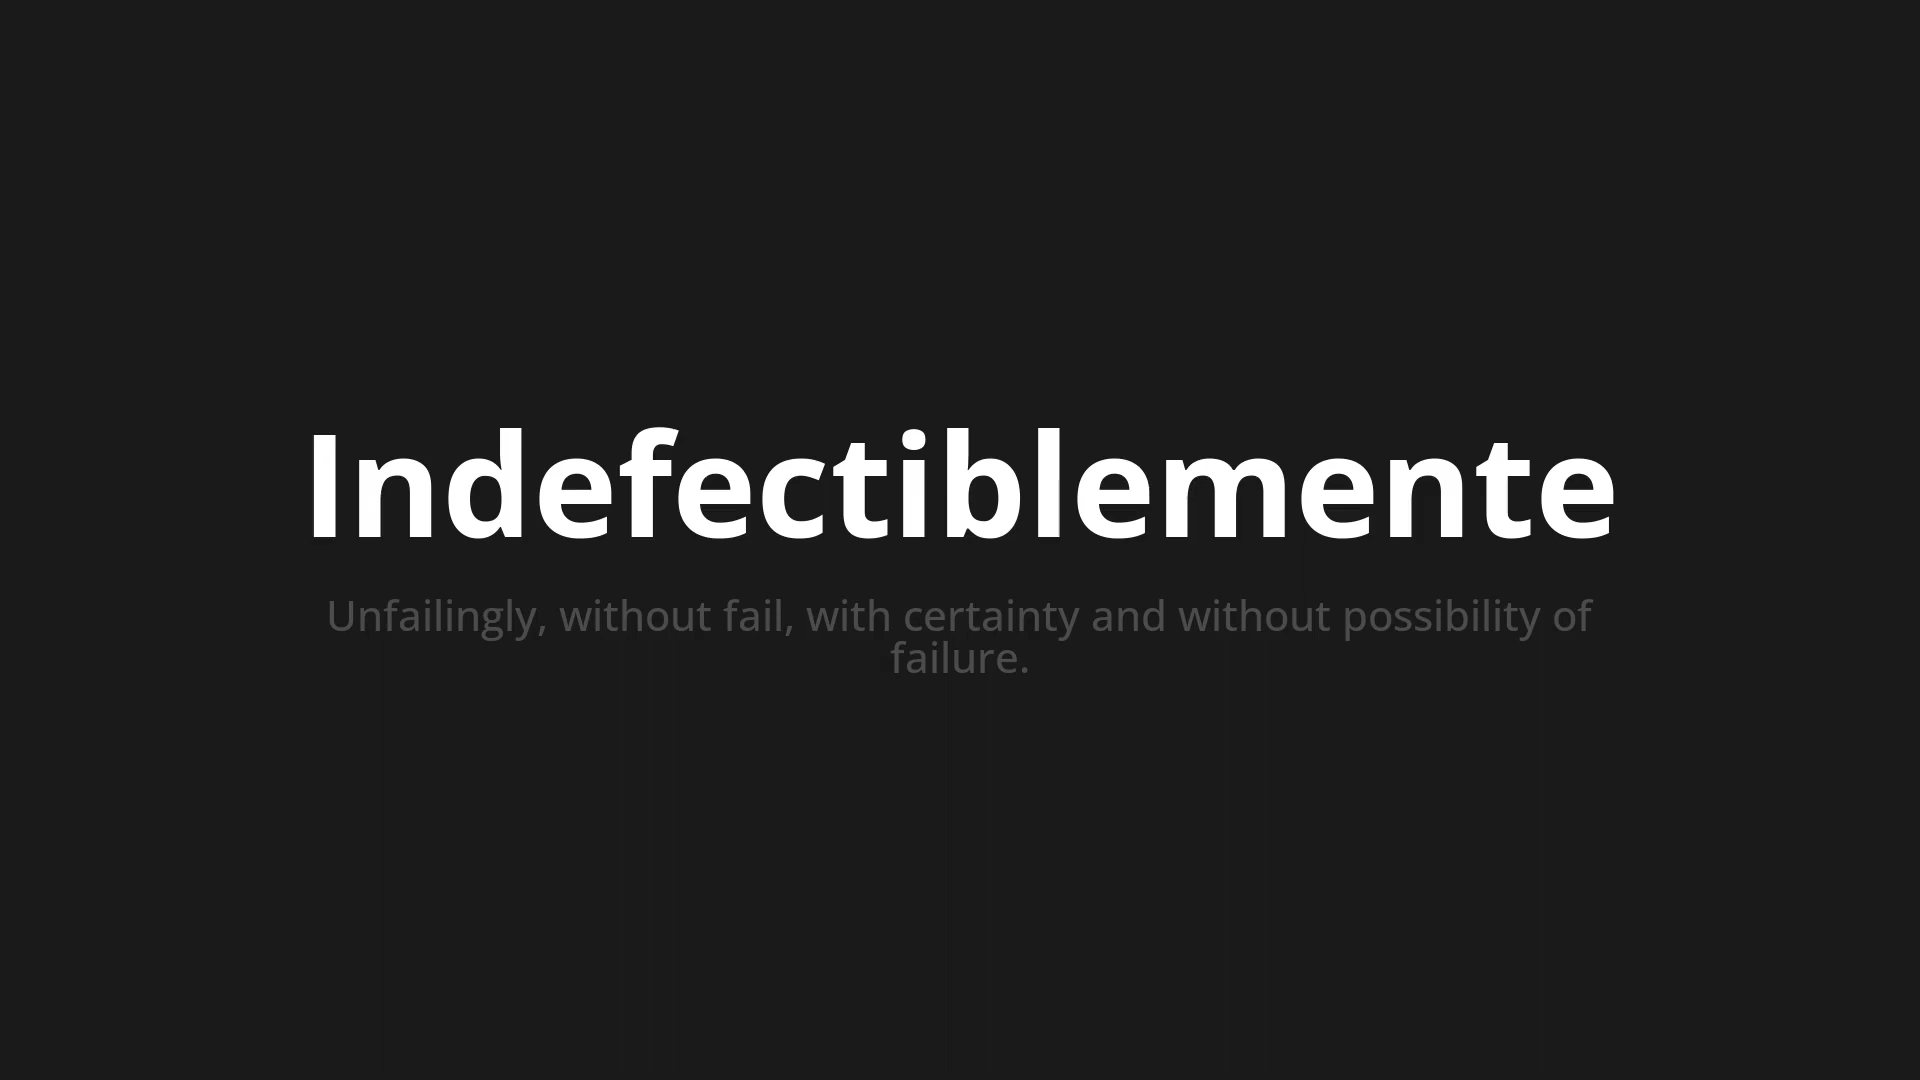 Indefectiblemente
Unfailingly, without fail, with certainty and without possibility of
failure.